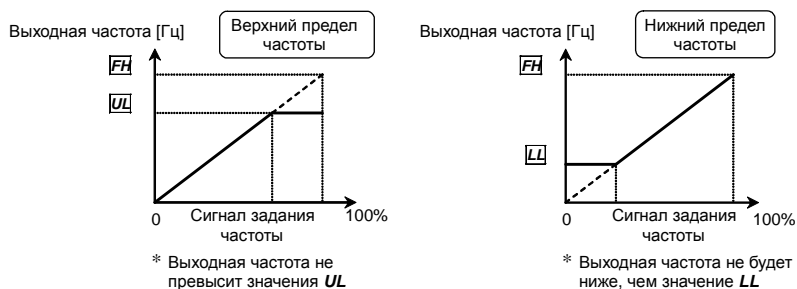 Выходная частота [Гц]
Верхний предел
частоты
FH
UL
0
Сигнал задания
частоты
100%
* Выходная частота не
превысит значения UL
Выходная частота [Гц]
Нижний предел
частоты
FH
LL
0
Сигнал задания
частоты
100%
* Выходная частота не будет
ниже, чем значение LL